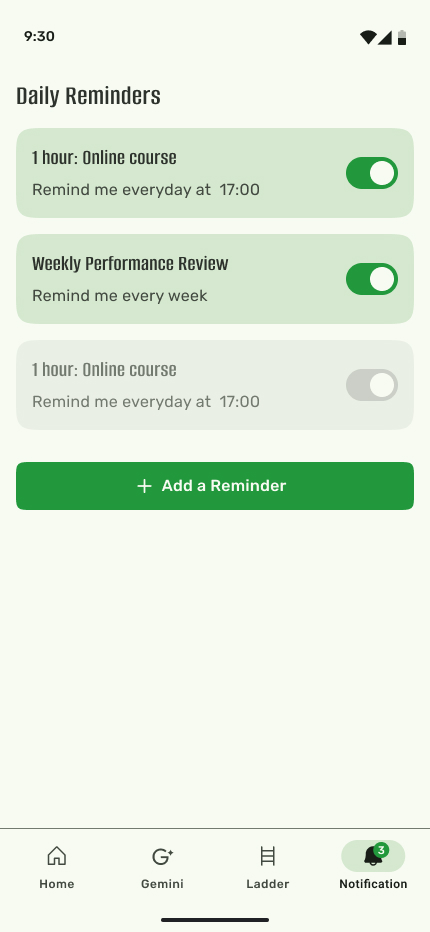 9:30
Daily Reminders
1 hour: Online course
Remind me everyday at 17:00
Weekly Performance Review
Remind me every week
1 hour: Online course
Remind me everyday at 17:00
+ Add a Reminder
3
Home Gemini Ladder Notification